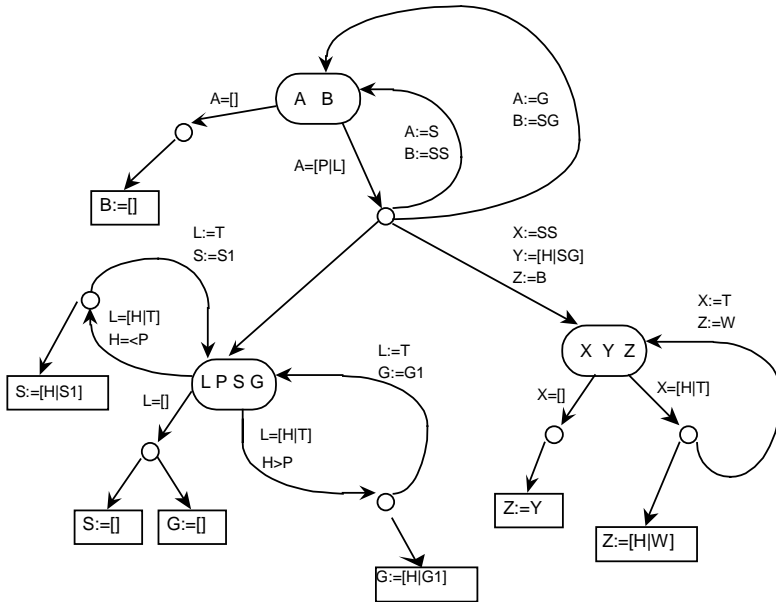 A B
A=[]
A:=S
B:=SS
A:=G
B:=SG
A=[P|L]
B:=[]
L:=T
S:=S1
X:=SS
Y:=[H|SG]
Z:=B
X:=T
Z:=W
L=[H|T]
H=<P
X Y Z
L:=T
G:=G1
S:=[H|S1]
L P S G
L=[]
X=[]
X=[H|T]
L=[H|T]
H>P
S:=[]
G:=[]
Z:=Y
Z:=[H|W]
G:=[H|G1]